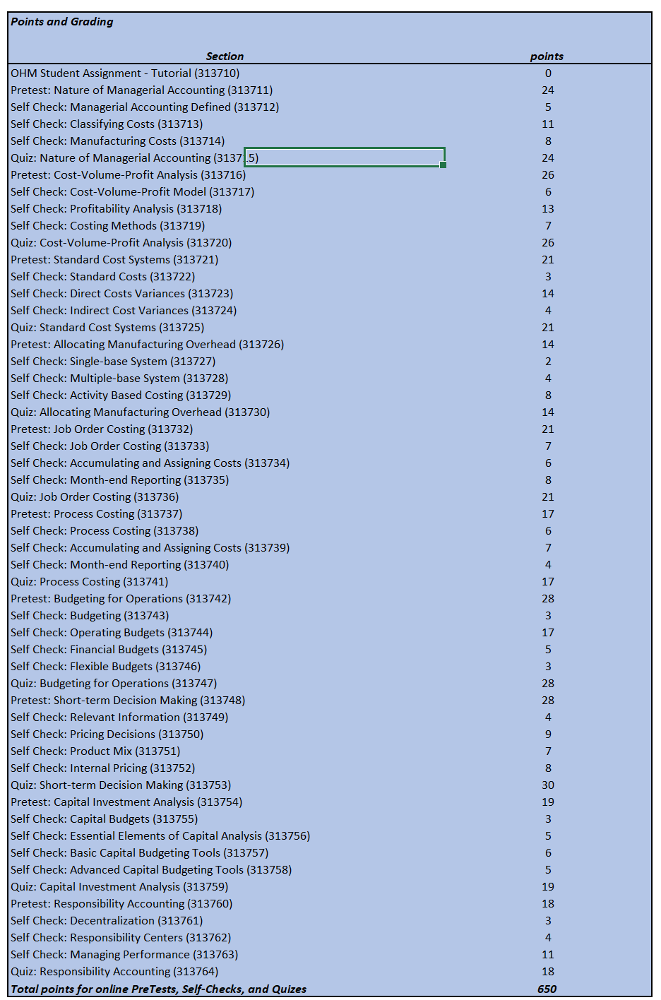 Points and Grading
Section points
OHM Student Assignment - Tutorial (313710) 0
Pretest: Nature of Managerial Accounting (313711) 24
Self Check: Managerial Accounting Defined (313712) 5
Self Check: Classifying Costs (313713) 11
Self Check: Manufacturing Costs (313714) 8
Quiz: Nature of Managerial Accounting (313715) 24
Pretest: Cost-Volume-Profit Analysis (313716) 26
Self Check: Cost-Volume-Profit Model (313717) 6
Self Check: Profitability Analysis (313718) 13
Self Check: Costing Methods (313719) 7
Quiz: Cost-Volume-Profit Analysis (313720) 26
Pretest: Standard Cost Systems (313721) 21
Self Check: Standard Costs (313722) 3
Self Check: Direct Costs Variances (313723) 14
Self Check: Indirect Cost Variances (313724) 4
Quiz: Standard Cost Systems (313725) 21
Pretest: Allocating Manufacturing Overhead (313726) 14
Self Check: Single-base System (313727) 2
Self Check: Multiple-base System (313728) 4
Self Check: Activity Based Costing (313729) 8
Quiz: Allocating Manufacturing Overhead (313730) 14
Pretest: Job Order Costing (313732) 21
Self Check: Job Order Costing (313733) 7
Self Check: Accumulating and Assigning Costs (313734) 6
Self Check: Month-end Reporting (313735) 8
Quiz: Job Order Costing (313736) 21
Pretest: Process Costing (313737) 17
Self Check: Process Costing (313738) 6
Self Check: Accumulating and Assigning Costs (313739) 7
Self Check: Month-end Reporting (313740) 4
Quiz: Process Costing (313741) 17
Pretest: Budgeting for Operations (313742) 28
Self Check: Budgeting (313743) 3
Self Check: Operating Budgets (313744) 17
Self Check: Financial Budgets (313745) 5
Self Check: Flexible Budgets (313746) 3
Quiz: Budgeting for Operations (313747) 28
Pretest: Short-term Decision Making (313748) 28
Self Check: Relevant Information (313749) 4
Self Check: Pricing Decisions (313750) 9
Self Check: Product Mix (313751) 7
Self Check: Internal Pricing (313752) 8
Quiz: Short-term Decision Making (313753) 30
Pretest: Capital Investment Analysis (313754) 19
Self Check: Capital Budgets (313755) 3
Self Check: Essential Elements of Capital Analysis (313756) 5
Self Check: Basic Capital Budgeting Tools (313757) 6
Self Check: Advanced Capital Budgeting Tools (313758) 5
Quiz: Capital Investment Analysis (313759) 19
Pretest: Responsibility Accounting (313760) 18
Self Check: Decentralization (313761) 3
Self Check: Responsibility Centers (313762) 4
Self Check: Managing Performance (313763) 11
Quiz: Responsibility Accounting (313764) 18
Total points for online PreTests, Self-Checks, and Quizes 650